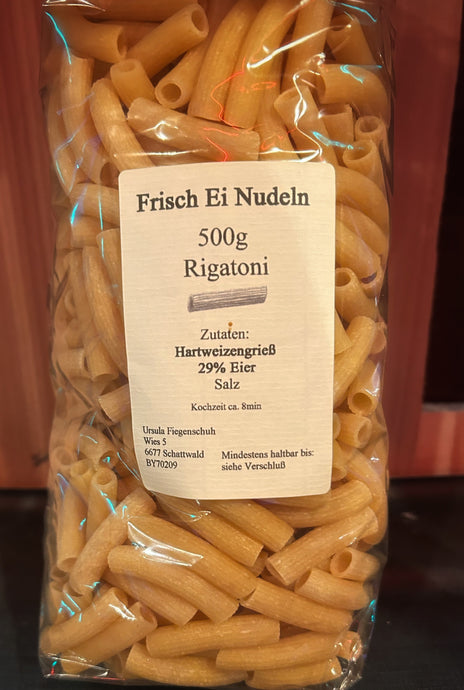 Frisch Ei Nudeln
500g
Rigatoni
Zutaten:
Hartweizengrieß
29% Eier
Salz
Kochzeit ca. 8min
Ursula Fiegenschuh
Wies 5
6677 Schattwald
BY70209
Mindestens haltbar bis:
siehe Verschluß